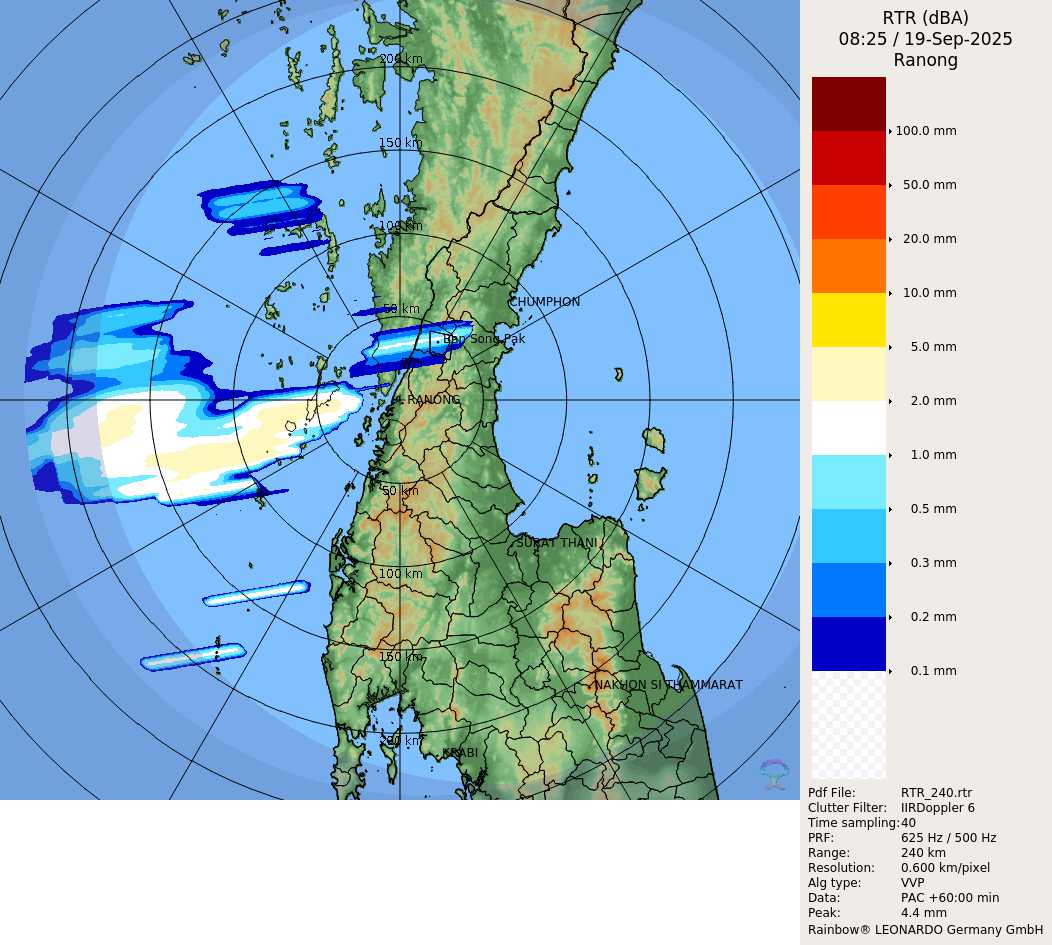 RTR (dBA)
08:25 / 19-Sep-2025
Ranong
200 km
150 km
100 km
50 km
CHUMPHON
Ban Song Pak
RANONG
50 km
SURAT THANI
100 km
150 km
NAKHON SI THAMMARAT
200 km
KRABI
100.0 mm
50.0 mm
20.0 mm
10.0 mm
5.0 mm
2.0 mm
1.0 mm
0.5 mm
0.3 mm
0.2 mm
0.1 mm
Pdf File: RTR_240.rtr
Clutter Filter: IIRDoppler 6
Time sampling: 40
PRF: 625 Hz / 500 Hz
Range: 240 km
Resolution: 0.600 km/pixel
Alg type: VVP
Data: PAC +60:00 min
Peak: 4.4 mm
Rainbow® LEONARDO Germany GmbH